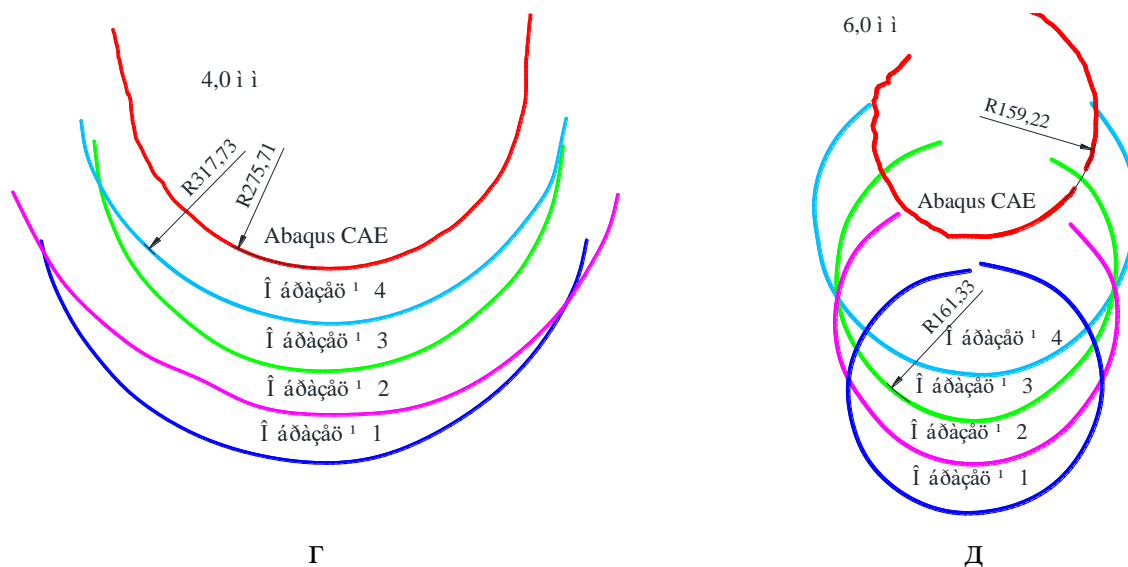 4,0 ì ì
R317,73
R275,71
Abaqus CAE
Î áðàçåö ¹ 4
Î áðàçåö ¹ 3
Î áðàçåö ¹ 2
Î áðàçåö ¹ 1
г
6,0 ì ì
R159,22
Abaqus CAE
R161,33
Î áðàçåö ¹ 4
Î áðàçåö ¹ 3
Î áðàçåö ¹ 2
Î áðàçåö ¹ 1
д